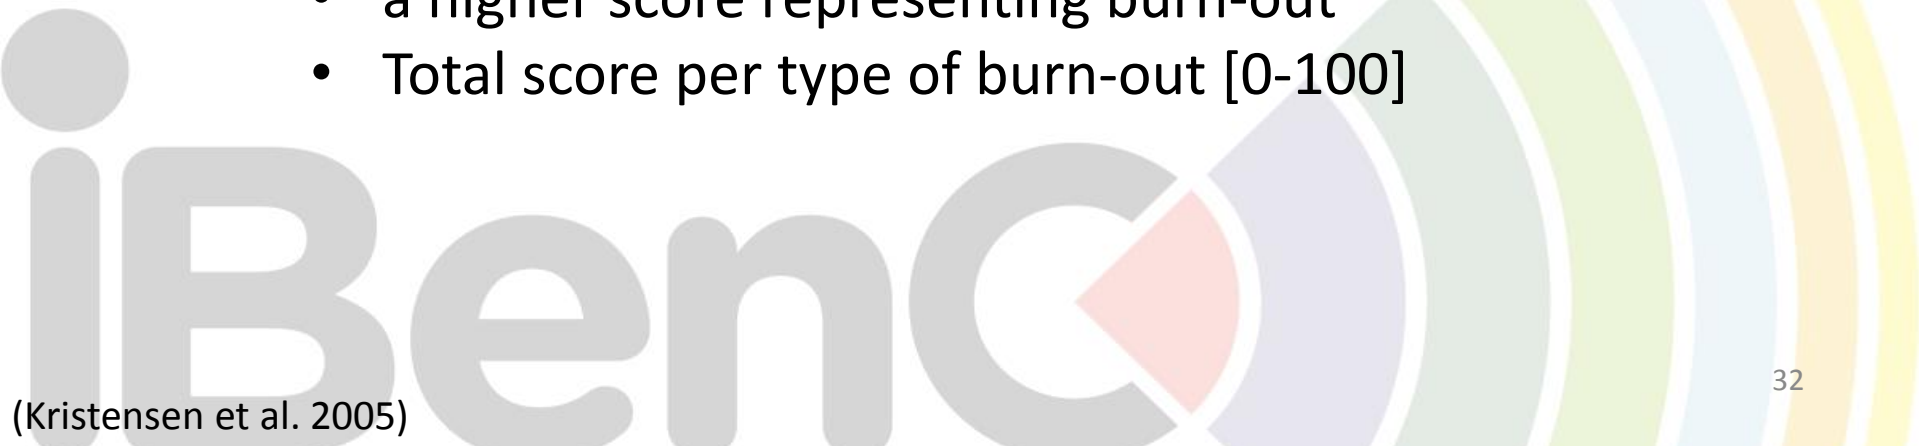 • a higher score representing burn-out
• Total score per type of burn-out [0-100]
iBenC
32
(Kristensen et al. 2005)